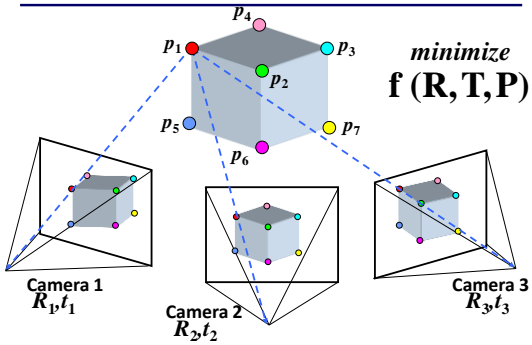 p4
p1
p3
minimize
p2
f (R, T, P)
p5
p7
p6
Camera 1
R1,t1
Camera 2
R2,t2
Camera 3
R3,t3